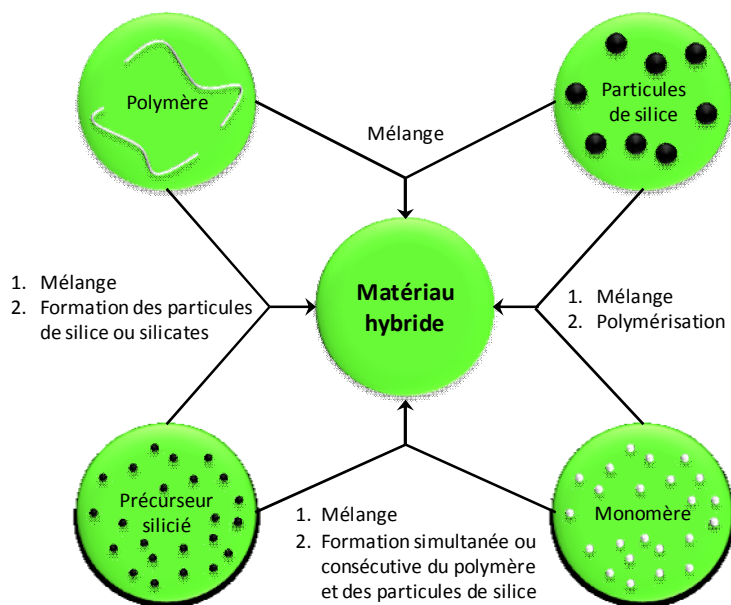 Polymère
Particules
de silice
Mélange
1. Mélange
2. Formation des particules
de silice ou silicates
Matériau
hybride
1. Mélange
2. Polymérisation
Précurseur
silicié
1. Mélange
2. Formation simultanée ou
consécutive du polymère
et des particules de silice
Monomère